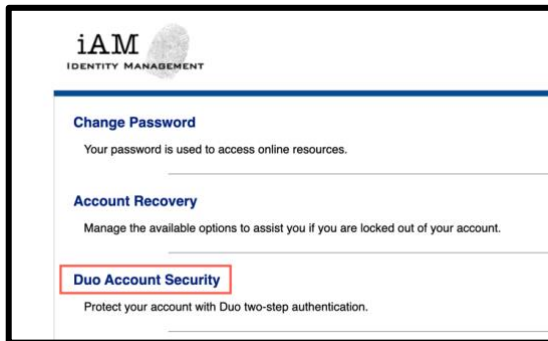 iAM
IDENTITY MANAGEMENT
Change Password
Your password is used to access online resources.
Account Recovery
Manage the available options to assist you if you are locked out of your account.
Duo Account Security
Protect your account with Duo two-step authentication.